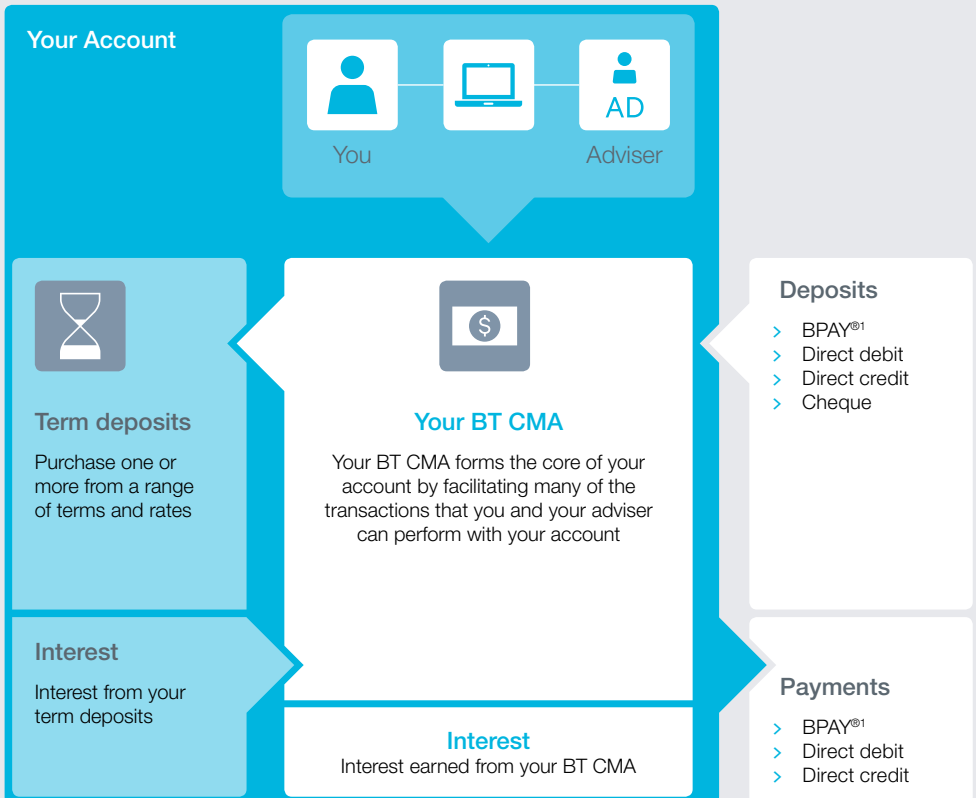 Your Account
You
AD
Adviser
Term deposits
Purchase one or
more from a range
of terms and rates
$
Your BT CMA
Your BT CMA forms the core of your
account by facilitating many of the
transactions that you and your adviser
can perform with your account
Deposits
> BPAY®¹
> Direct debit
> Direct credit
> Cheque
Interest
Interest from your
term deposits
Interest
Interest earned from your BT CMA
Payments
> BPAY®¹
> Direct debit
> Direct credit